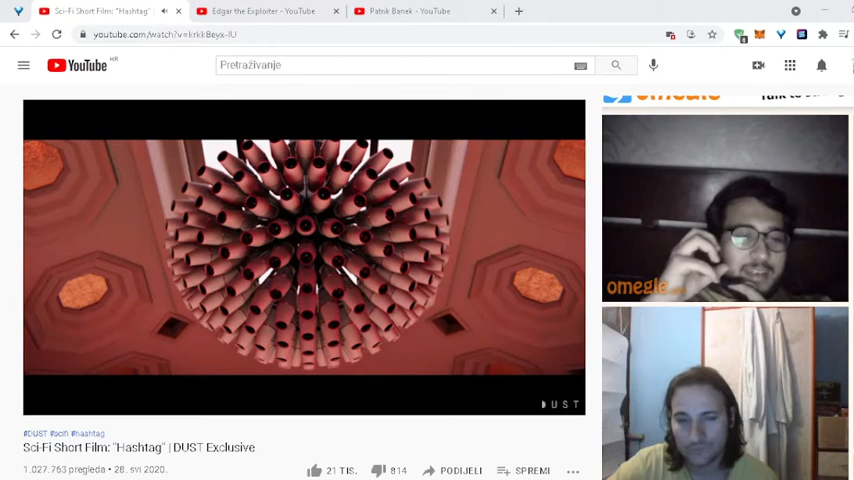 Sci-Fi Short Film: "Hashtag"
Edgar the Exploiter - YouTube
Patrik Banek - YouTube
youtube.com/watch?v=krkk8eyx-IU
YouTube HR
Pretraživanje
omegle
omegle
DUST
#DUST #scifi #hashtag
Sci-Fi Short Film: "Hashtag" | DUST Exclusive
1.027.763 pregleda • 28. svi 2020.
21 TIS.
814
PODIJELI
SPREMI